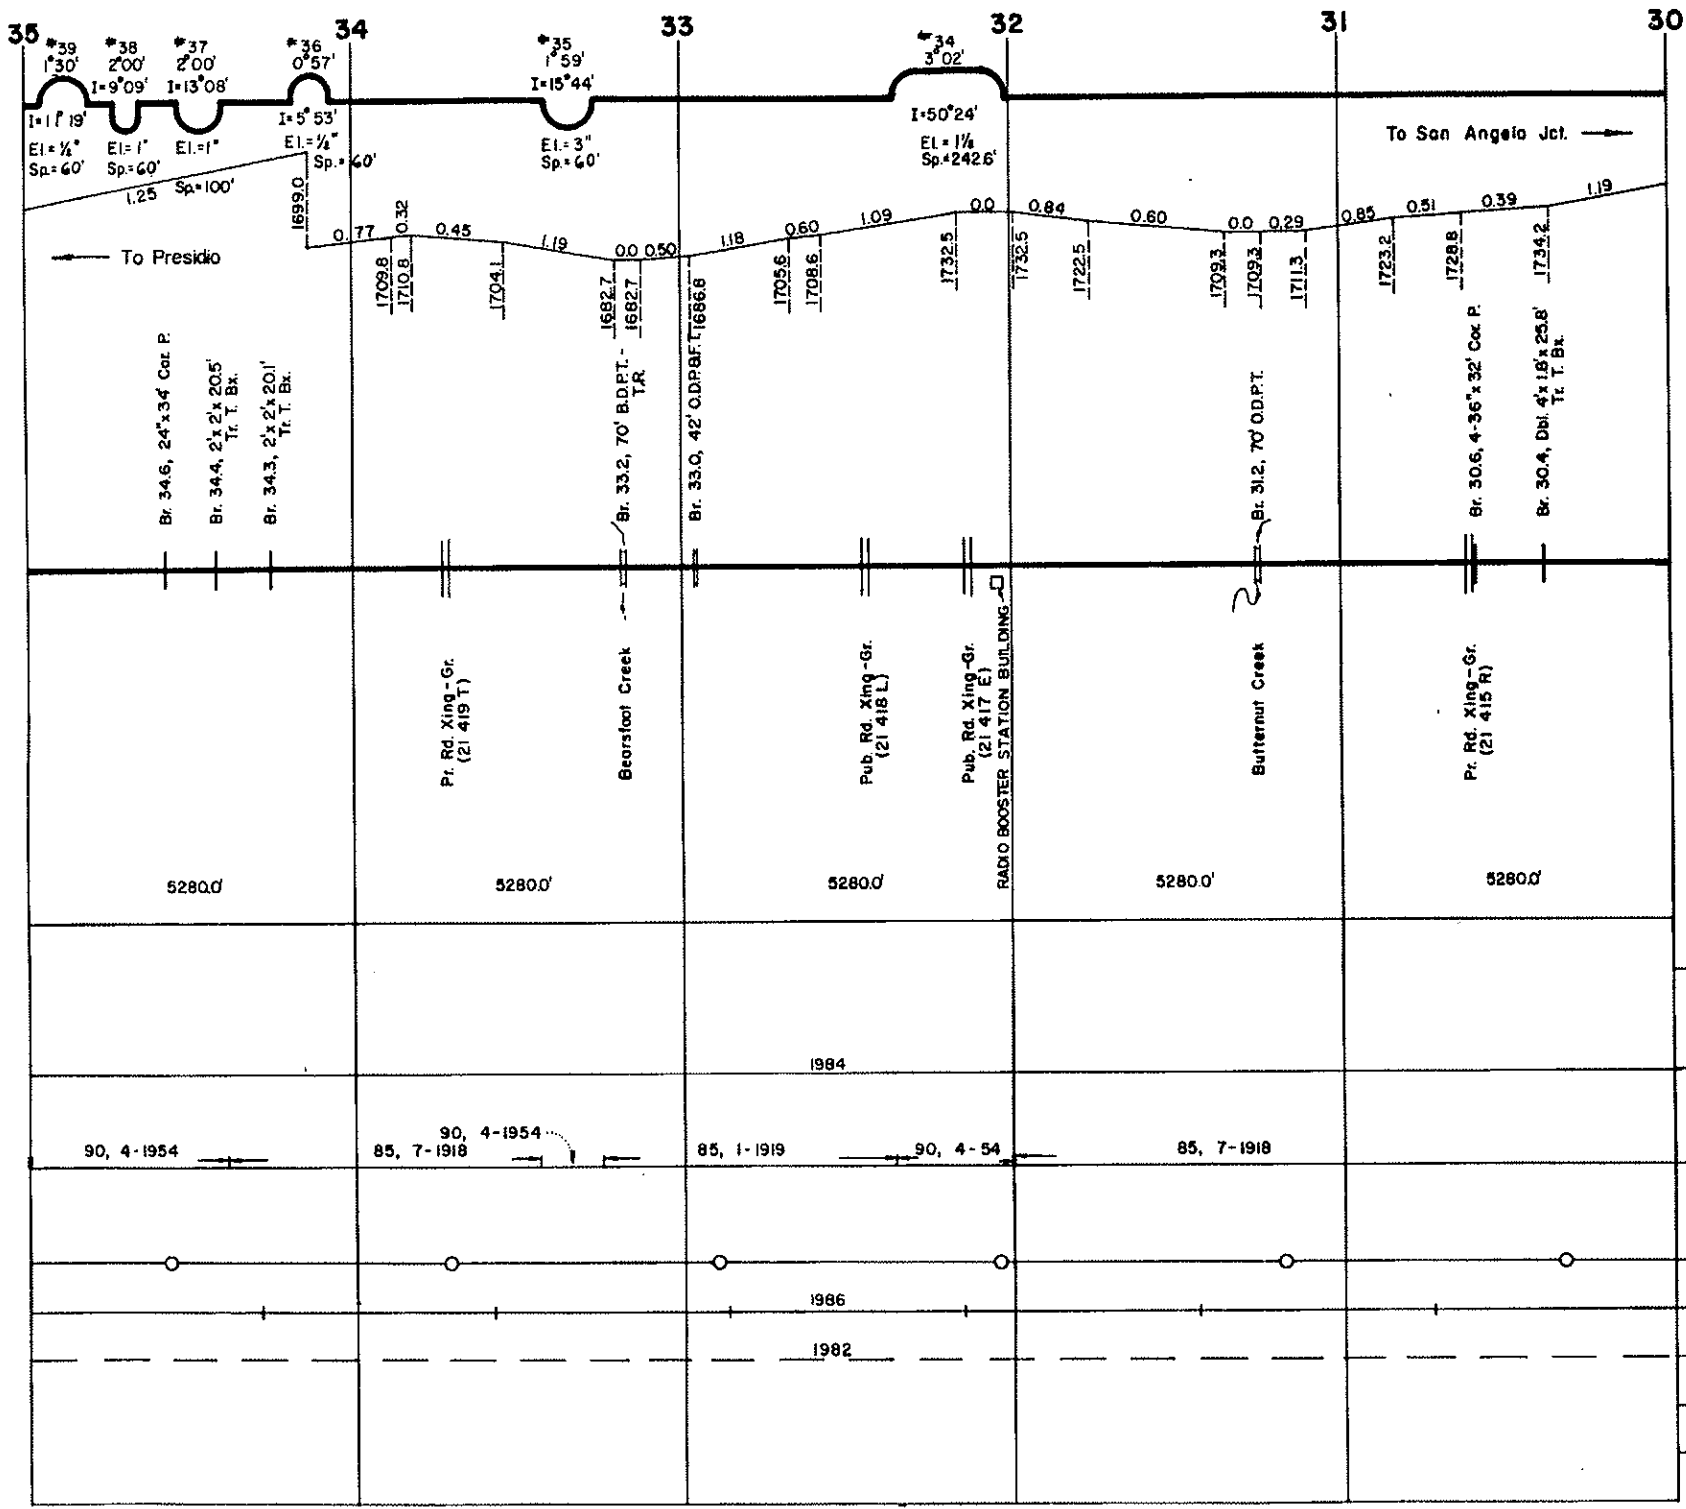 35
34
33
32
31
30
#39
1°30'
I=11°19'
El.=½"
Sp.=60'
#38
2°00'
I=9°09'
El.=1"
Sp.=60'
#37
2°00'
I=13°08'
El.=1"
Sp.=100'
#36
0°57'
I=5°53'
El.=½"
Sp.=60'
#35
1°59'
I=15°44'
El.=3"
Sp.=60'
#34
3°02'
I=50°24'
El.=1½
Sp.=242.6'
To San Angelo Jct.
To Presidio
1.25
0.77
0.32
0.45
1.19
0.0
0.50
1.18
0.60
1.09
0.0
0.84
0.60
0.0
0.29
0.85
0.51
0.39
1.19
1699.0
1709.8
1710.8
1704.1
1682.7
1682.7
1686.8
1705.6
1708.6
1732.5
1732.5
1722.5
1709.3
1709.3
1711.3
1723.2
1728.8
1734.2
Br. 34.6, 24"x34' Cor. P.
Br. 34.4, 2'x 2'x 20.5'
Tr. T. Bx.
Br. 34.3, 2'x 2'x 20.1'
Tr. T. Bx.
Br. 33.2, 70' B.D.P.T.-
T.R.
Br. 33.0, 42' O.D.P.&F.T.
Br. 31.2, 70' O.D.P.T.
Br. 30.6, 4-36"x 32' Cor. P.
Br. 30.4, Dbl. 4'x 1.8'x 25.8'
Tr. T. Bx.
Pr. Rd. Xing-Gr.
(21 419 T)
Bearsfoot Creek
Pub. Rd. Xing-Gr.
(21 418 L)
Pub. Rd. Xing-Gr.
(21 417 E)
RADIO BOOSTER STATION BUILDING
Butternut Creek
Pr. Rd. Xing-Gr.
(21 415 R)
5280.0'
5280.0'
5280.0'
5280.0'
5280.0'
1984
90, 4-1954
85, 7-1918
90, 4-1954
85, 1-1919
90, 4-54
85, 7-1918
1986
1982